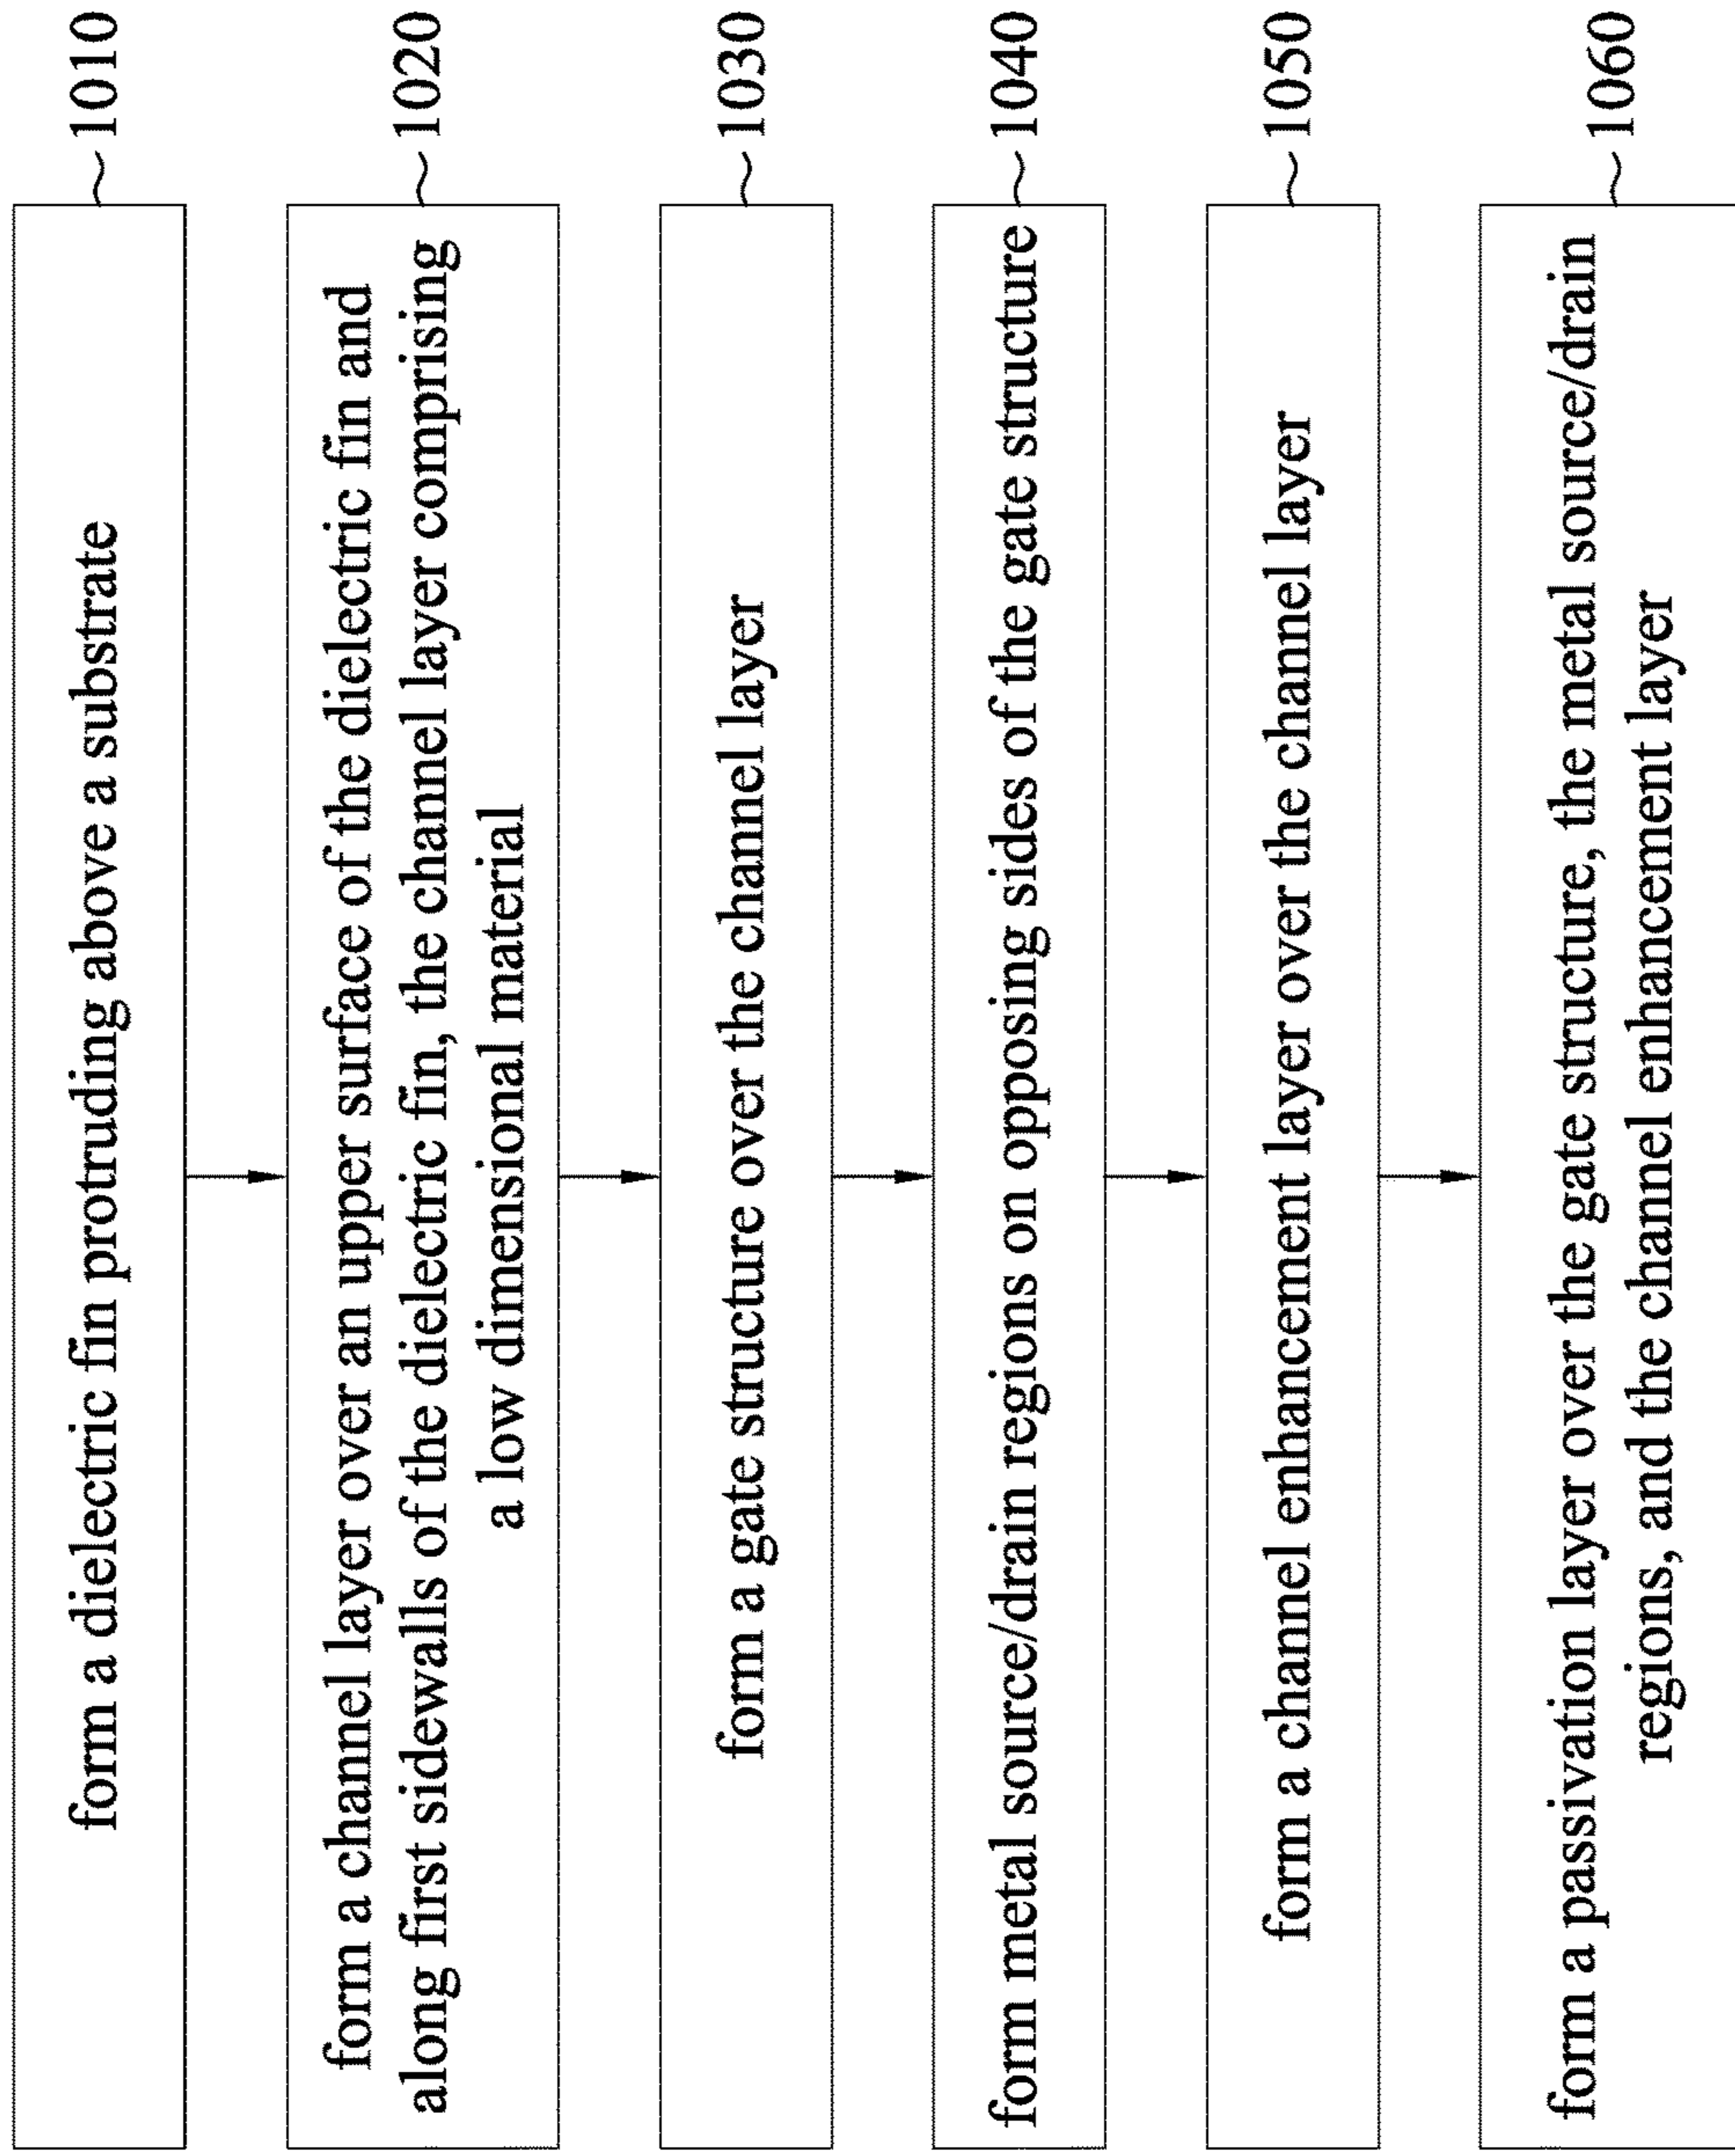 form a dielectric fin protruding above a substrate
1010
form a channel layer over an upper surface of the dielectric fin and
along first sidewalls of the dielectric fin, the channel layer comprising
a low dimensional material
1020
form a gate structure over the channel layer
1030
form metal source/drain regions on opposing sides of the gate structure
1040
form a channel enhancement layer over the channel layer
1050
form a passivation layer over the gate structure, the metal source/drain
regions, and the channel enhancement layer
1060